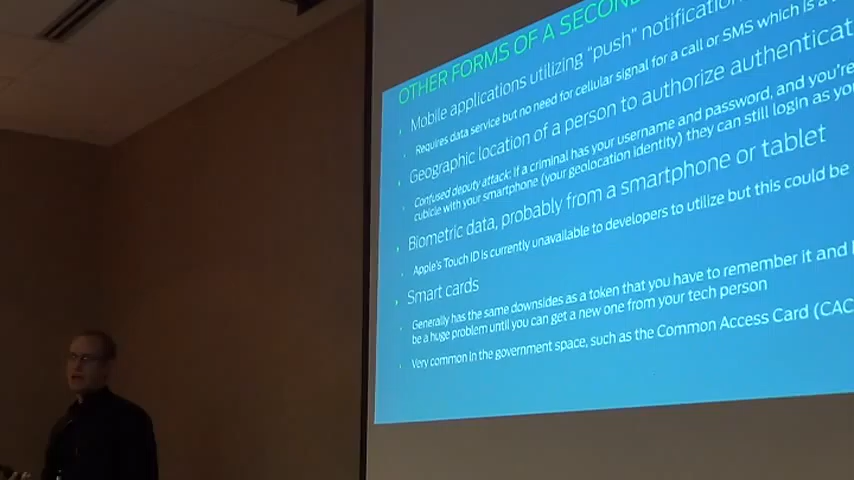 OTHER FORMS OF A SECOND
Mobile applications utilizing "push" notification
Requires data service but no need for cellular signal for a call or SMS which is a
Geographic location of a person to authorize authenticat
Confused deputy attack: If a criminal has your username and password, and you're
cubicle with your smartphone (your geolocation identity) they can still login as you
Biometric data, probably from a smartphone or tablet
Apple's Touch ID is currently unavailable to developers to utilize but this could be
Smart cards
Generally has the same downsides as a token that you have to remember it and
be a huge problem until you can get a new one from your tech person
Very common in the government space, such as the Common Access Card (CAC